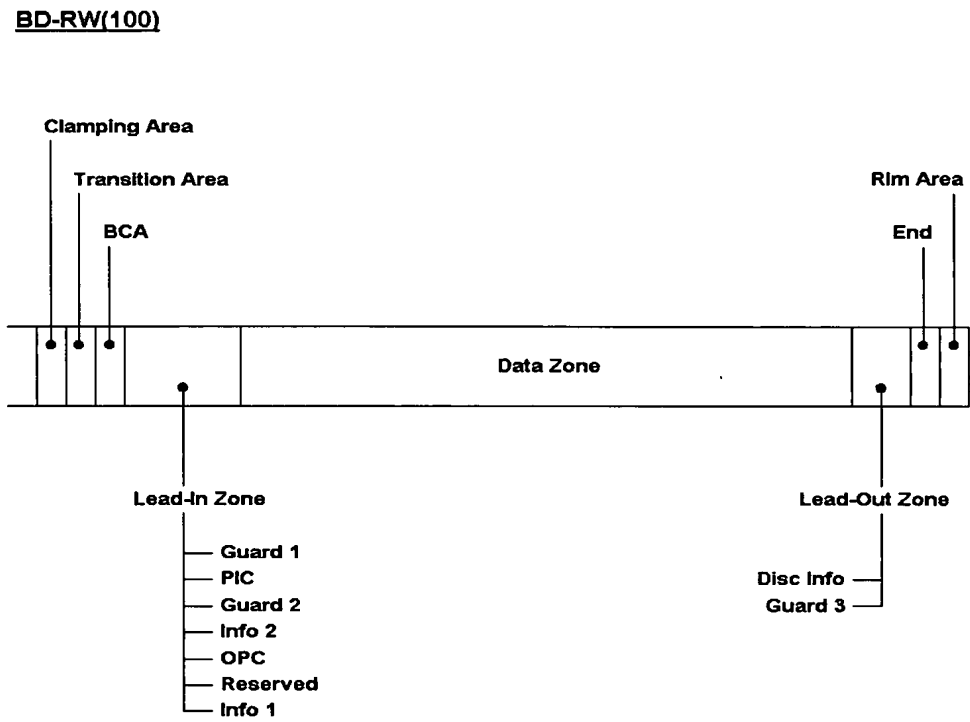 BD-RW(100)
Clamping Area
Transition Area
Rim Area
BCA
End
Data Zone
Lead-In Zone
Lead-Out Zone
Guard 1
PIC
Disc Info
Guard 2
Guard 3
Info 2
OPC
Reserved
Info 1